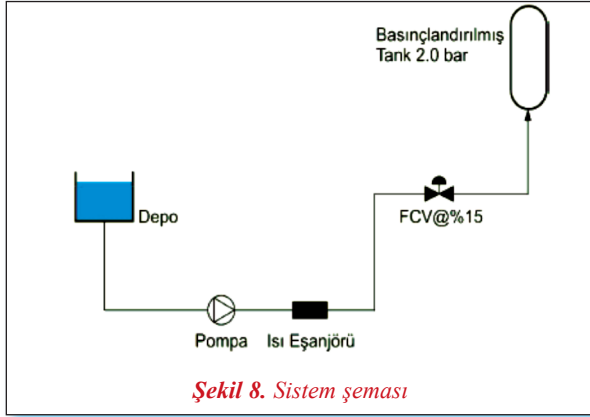 Basınçlandırılmış
Tank 2.0 bar
Depo
FCV@%15
Pompa
Isı Eşanjörü
Şekil 8. Sistem şeması